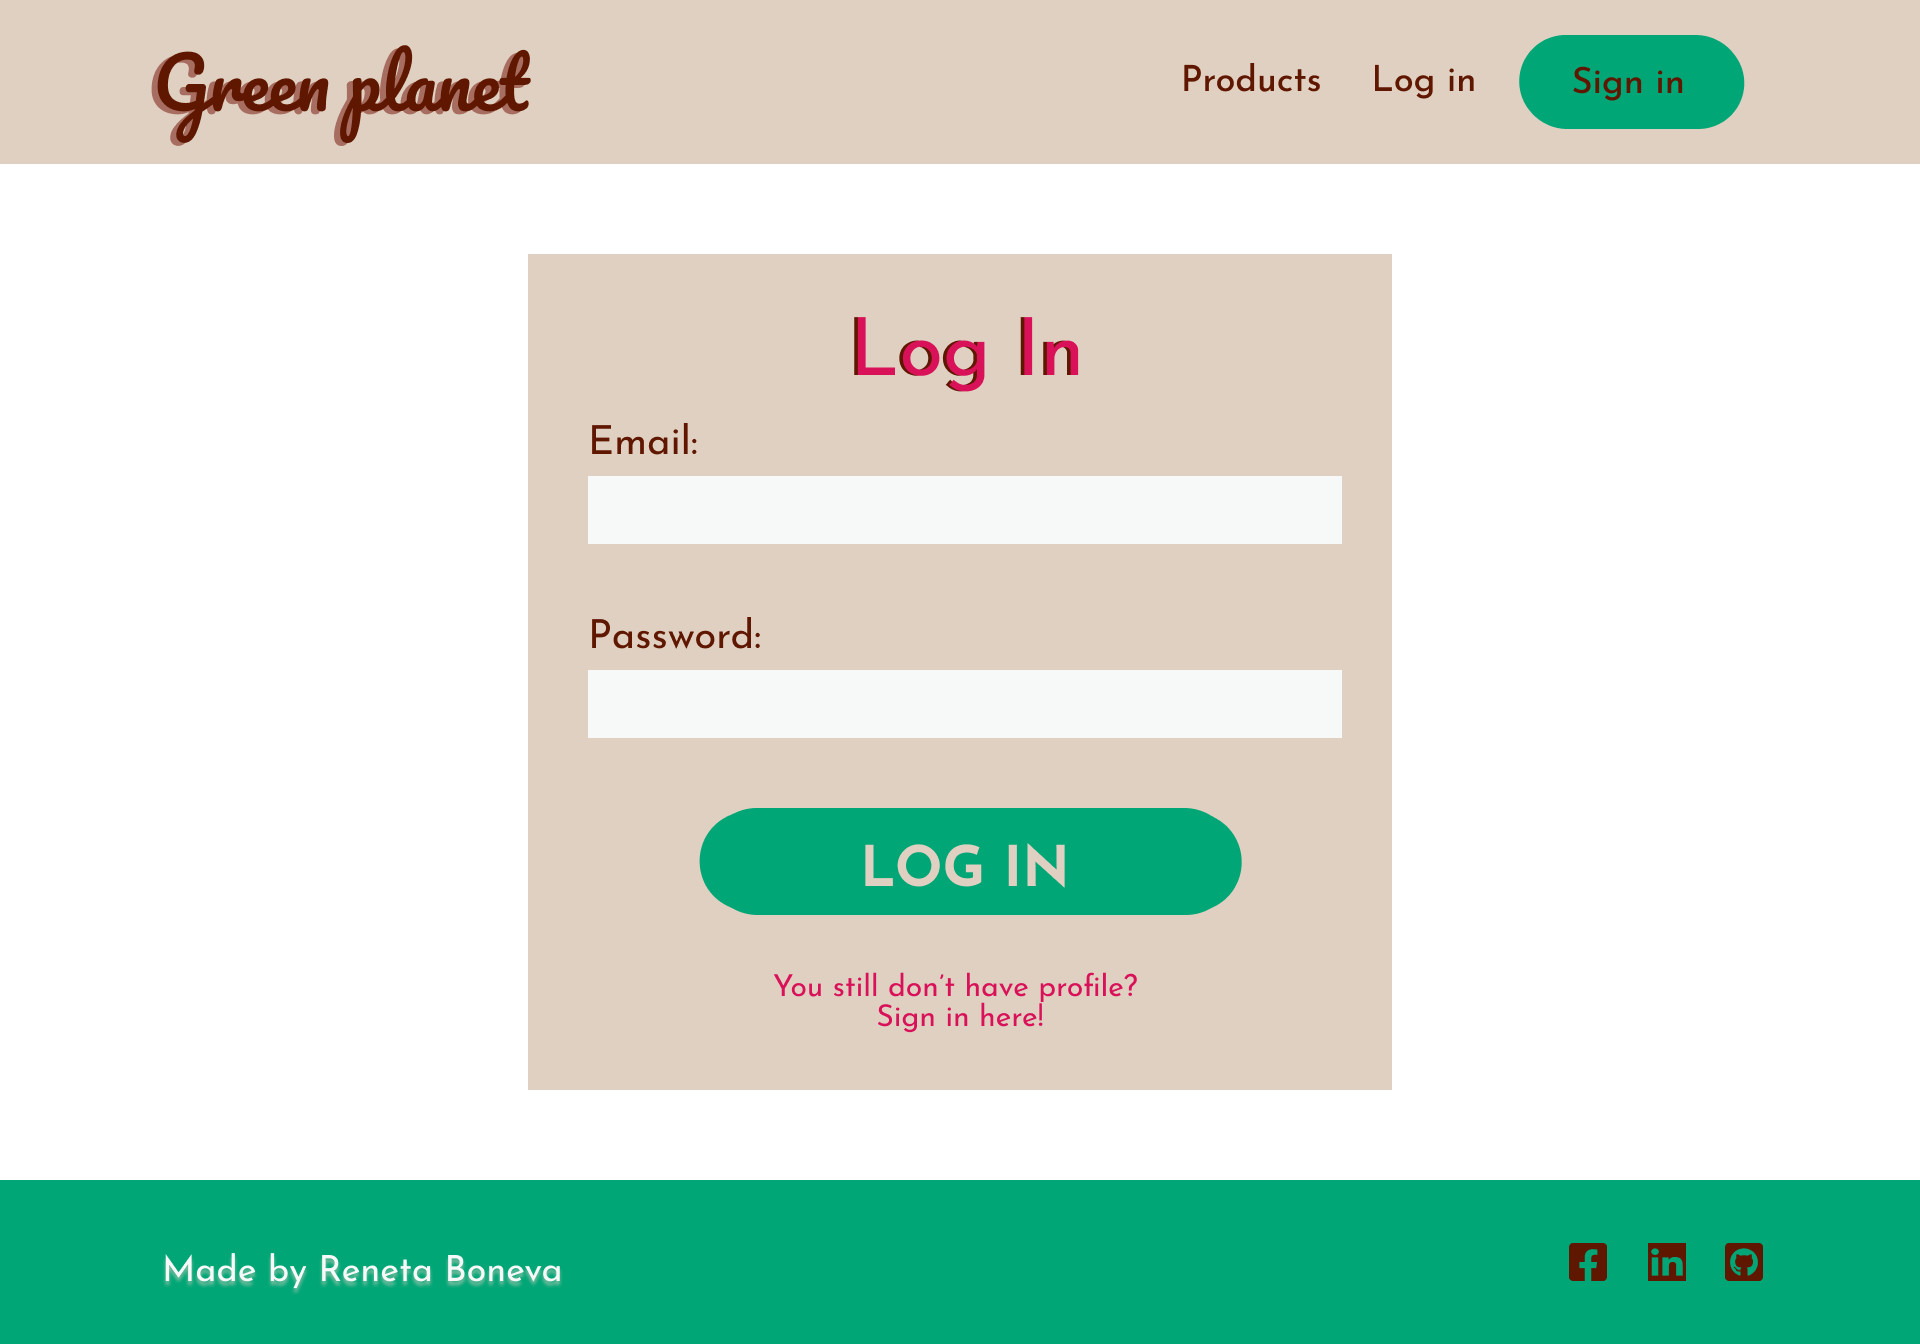 Green planet
Products
Log in
Sign in
Log In
Email:
Password:
LOG IN
You still don't have profile?
Sign in here!
Made by Reneta Boneva